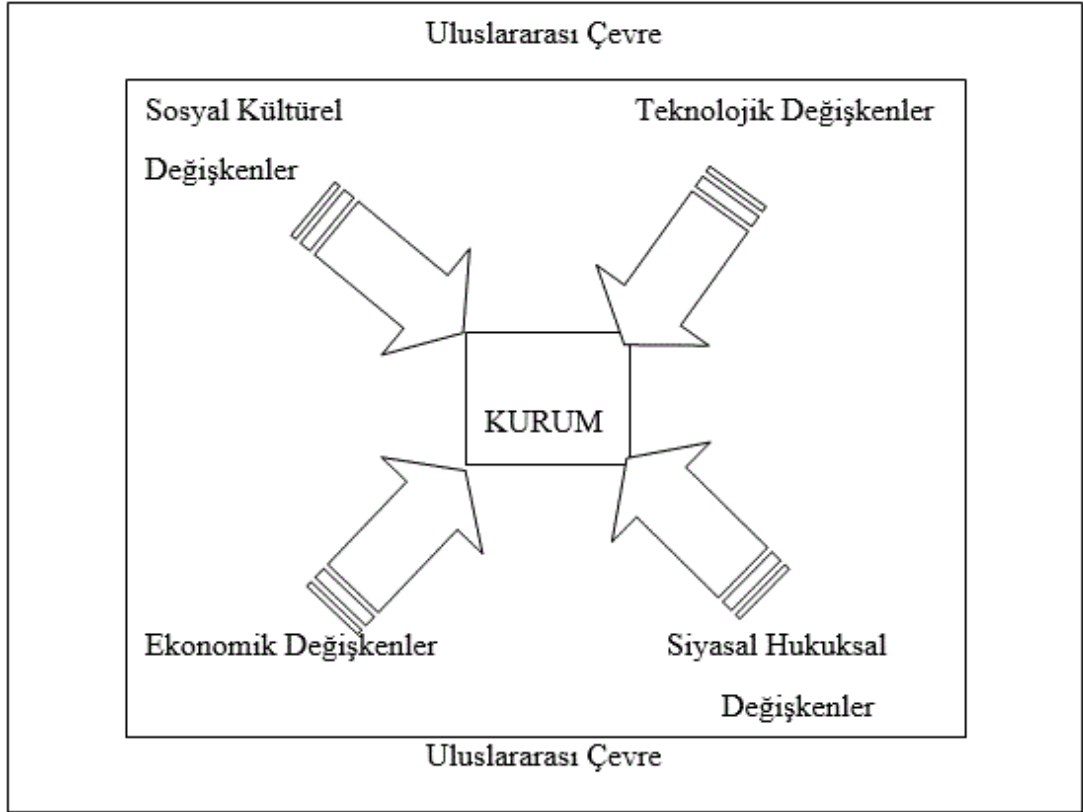 Uluslararası Çevre
Sosyal Kültürel
Değişkenler
Teknolojik Değişkenler
KURUM
Ekonomik Değişkenler
Siyasal Hukuksal
Değişkenler
Uluslararası Çevre